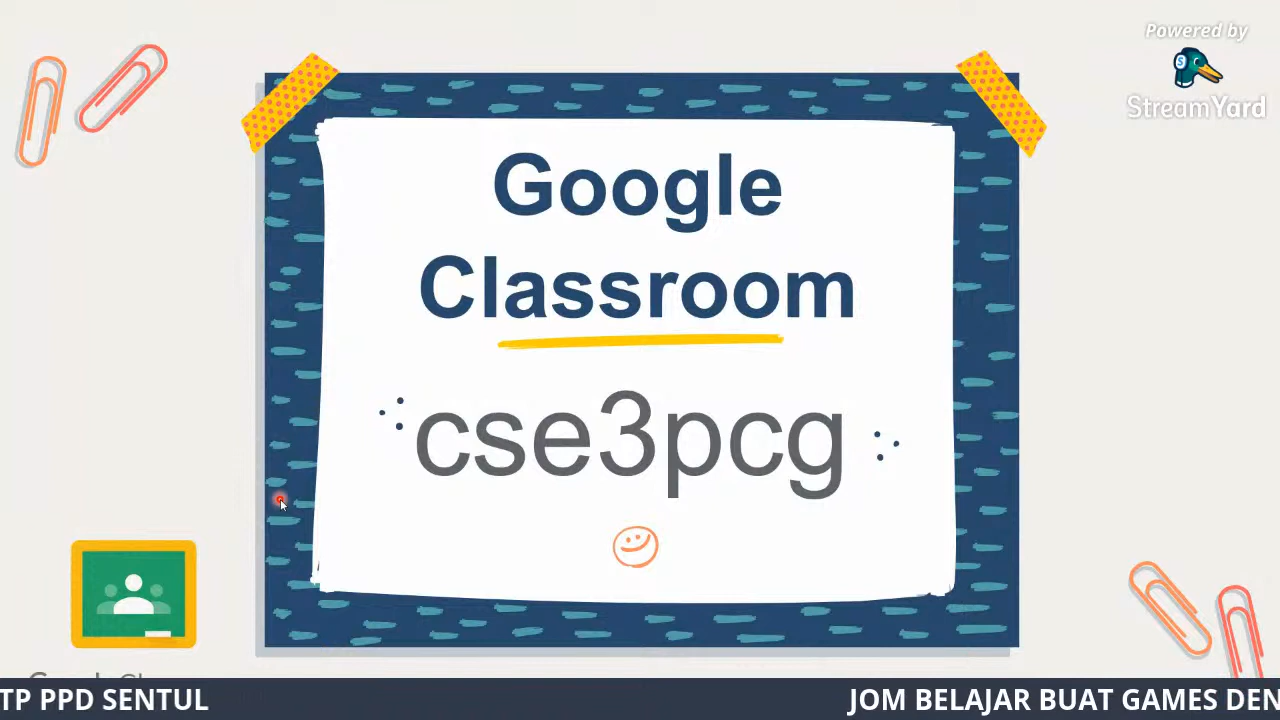 Powered by
StreamYard
Google
Classroom
cse3pcg
TP PPD SENTUL
JOM BELAJAR BUAT GAMES DEN